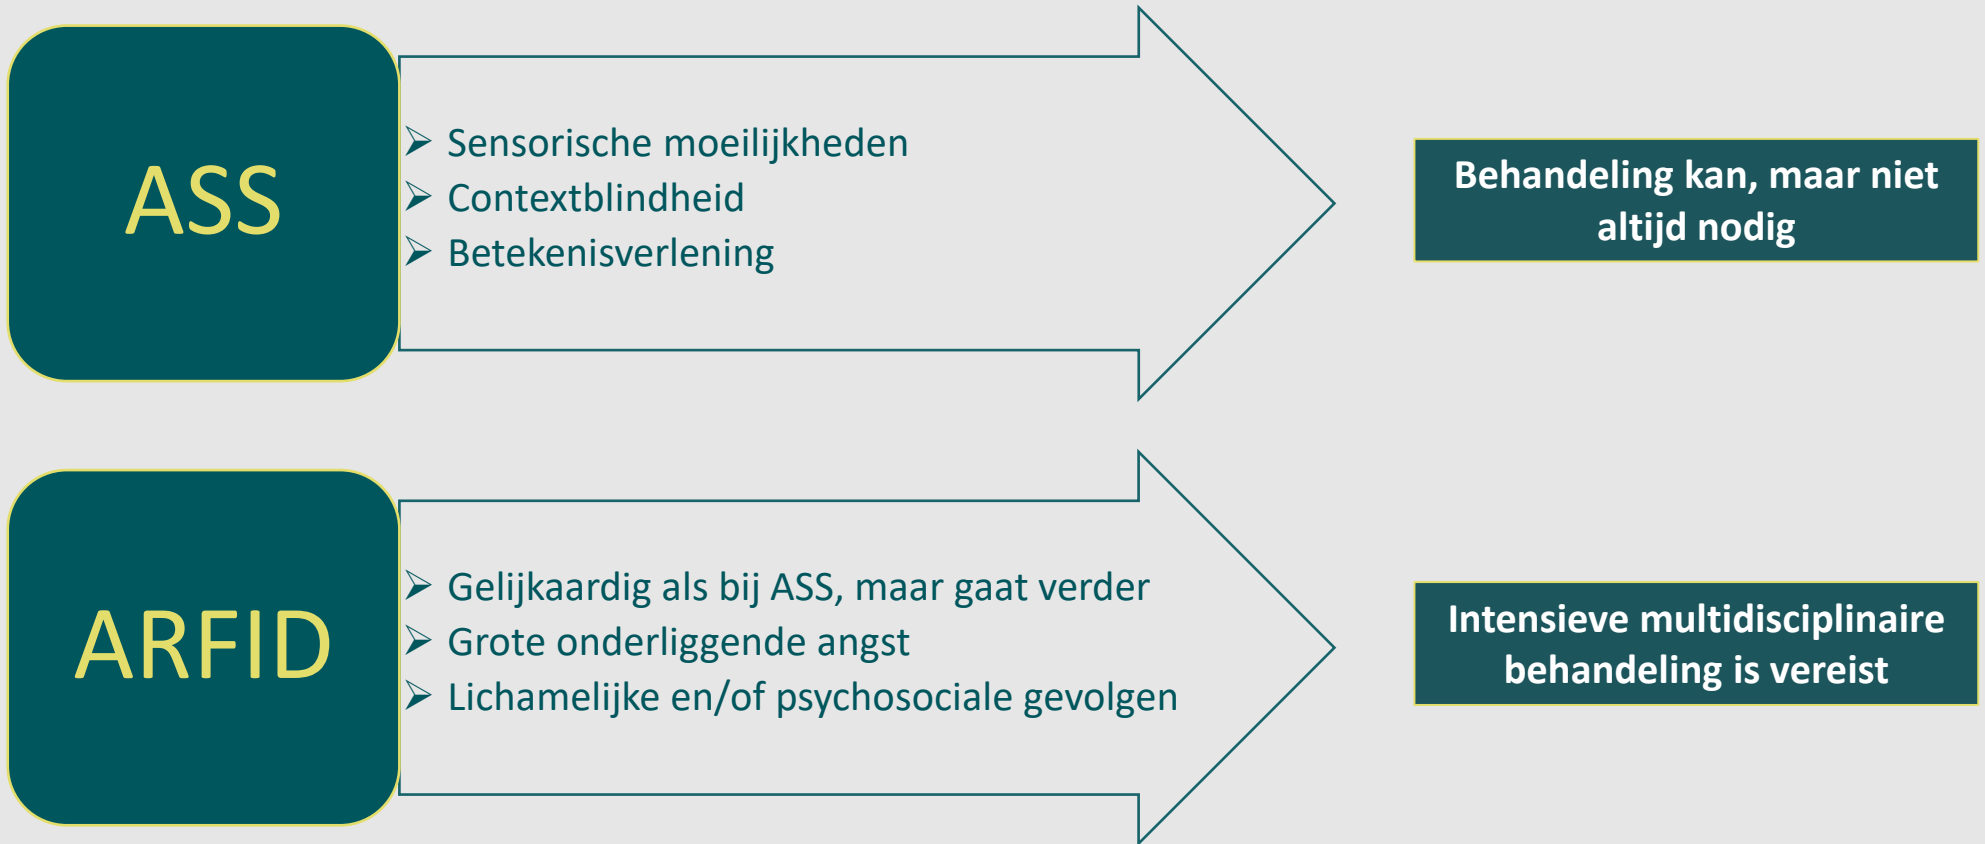 ASS
➢ Sensorische moeilijkheden
➢ Contextblindheid
➢ Betekenisverlening
Behandeling kan, maar niet
altijd nodig
ARFID
➢ Gelijkaardig als bij ASS, maar gaat verder
➢ Grote onderliggende angst
➢ Lichamelijke en/of psychosociale gevolgen
Intensieve multidisciplinaire
behandeling is vereist